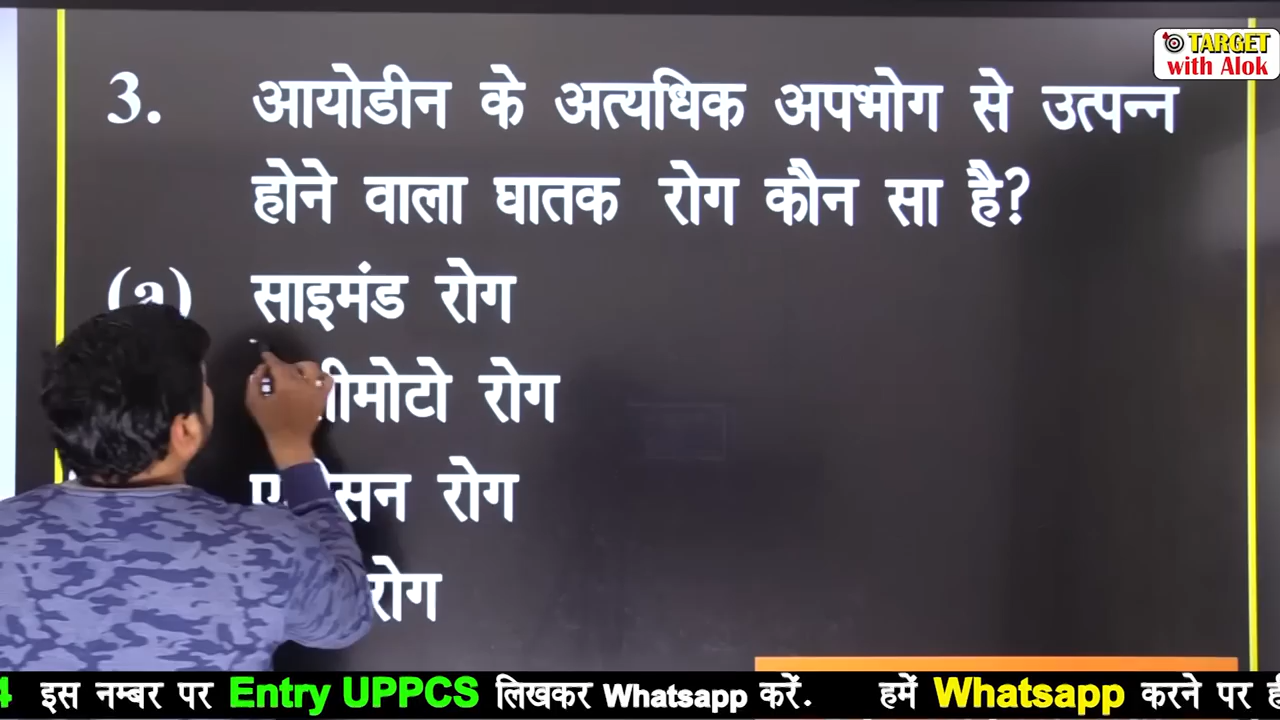 TARGET
with Alok
3. आयोडीन के अत्यधिक अपभोग से उत्पन्न
होने वाला घातक रोग कौन सा है?
(a) साइमंड रोग
रोग
रोग
रोग
4 इस नम्बर पर Entry UPPCS लिखकर Whatsapp करें. हमें Whatsapp करने पर